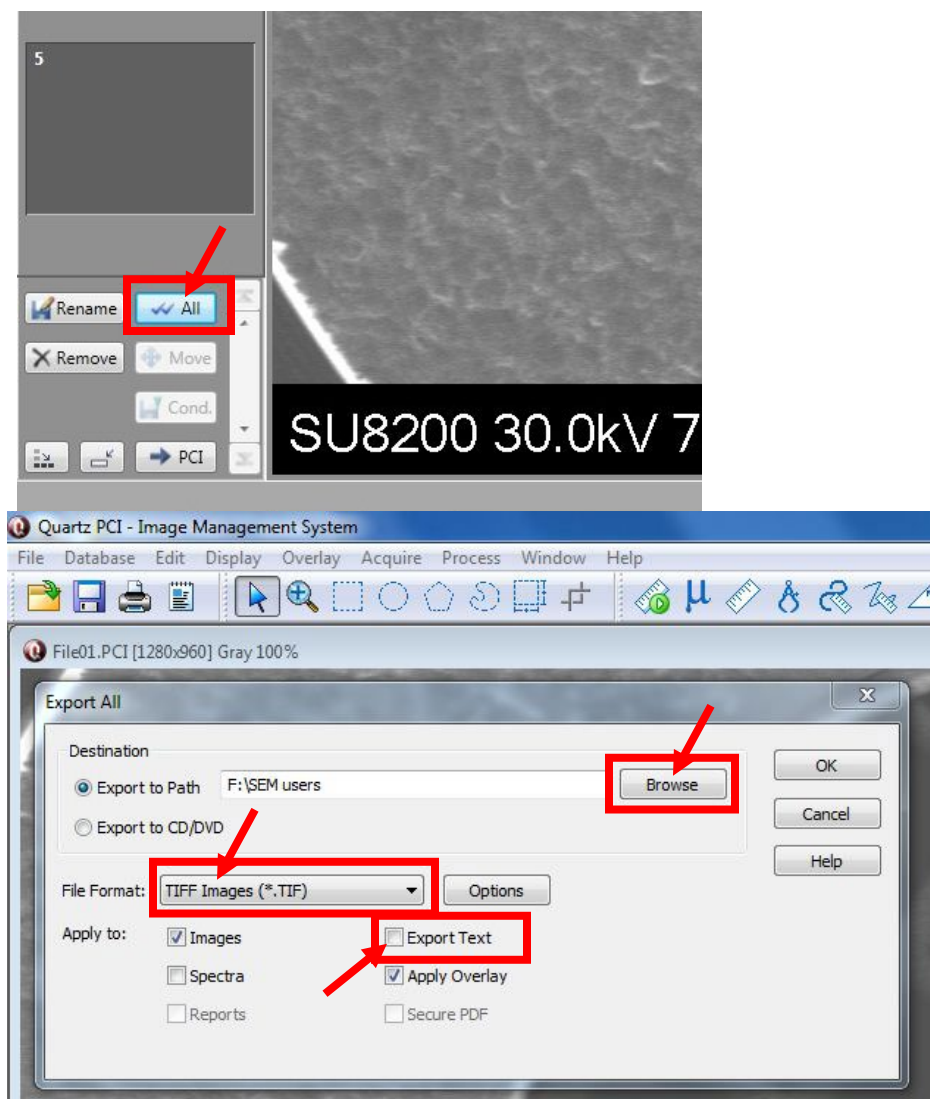 5
Rename All
Remove Move
Cond.
PCI
SU8200 30.0kV 7
Quartz PCI - Image Management System
File Database Edit Display Overlay Acquire Process Window Help
File01.PCI [1280x960] Gray 100%
Export All
Destination
Export to Path F:\SEM users Browse
OK
Export to CD/DVD
Cancel
Help
File Format: TIFF Images (*.TIF) Options
Apply to: Images Export Text
Spectra Apply Overlay
Reports Secure PDF